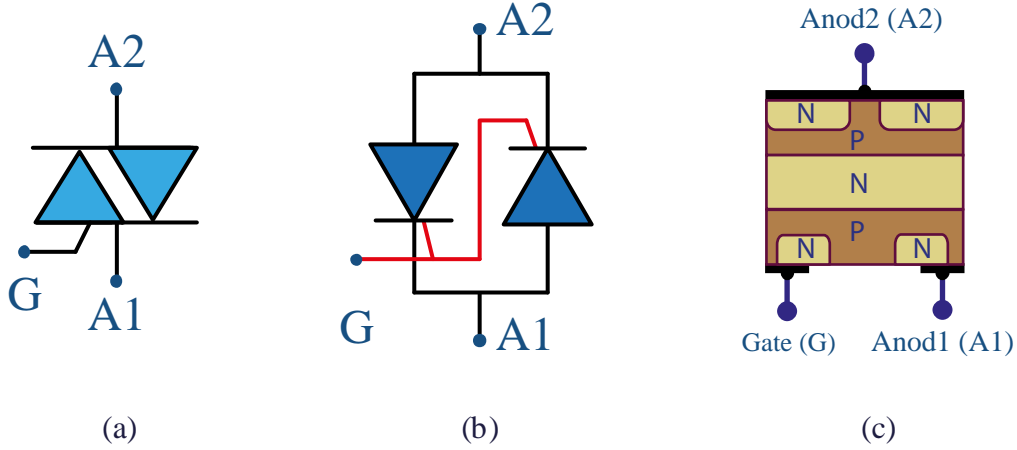 A2
G
A1
(a)
A2
G
A1
(b)
Anod2 (A2)
N N
P
N
P
N N
Gate (G) Anod1 (A1)
(c)